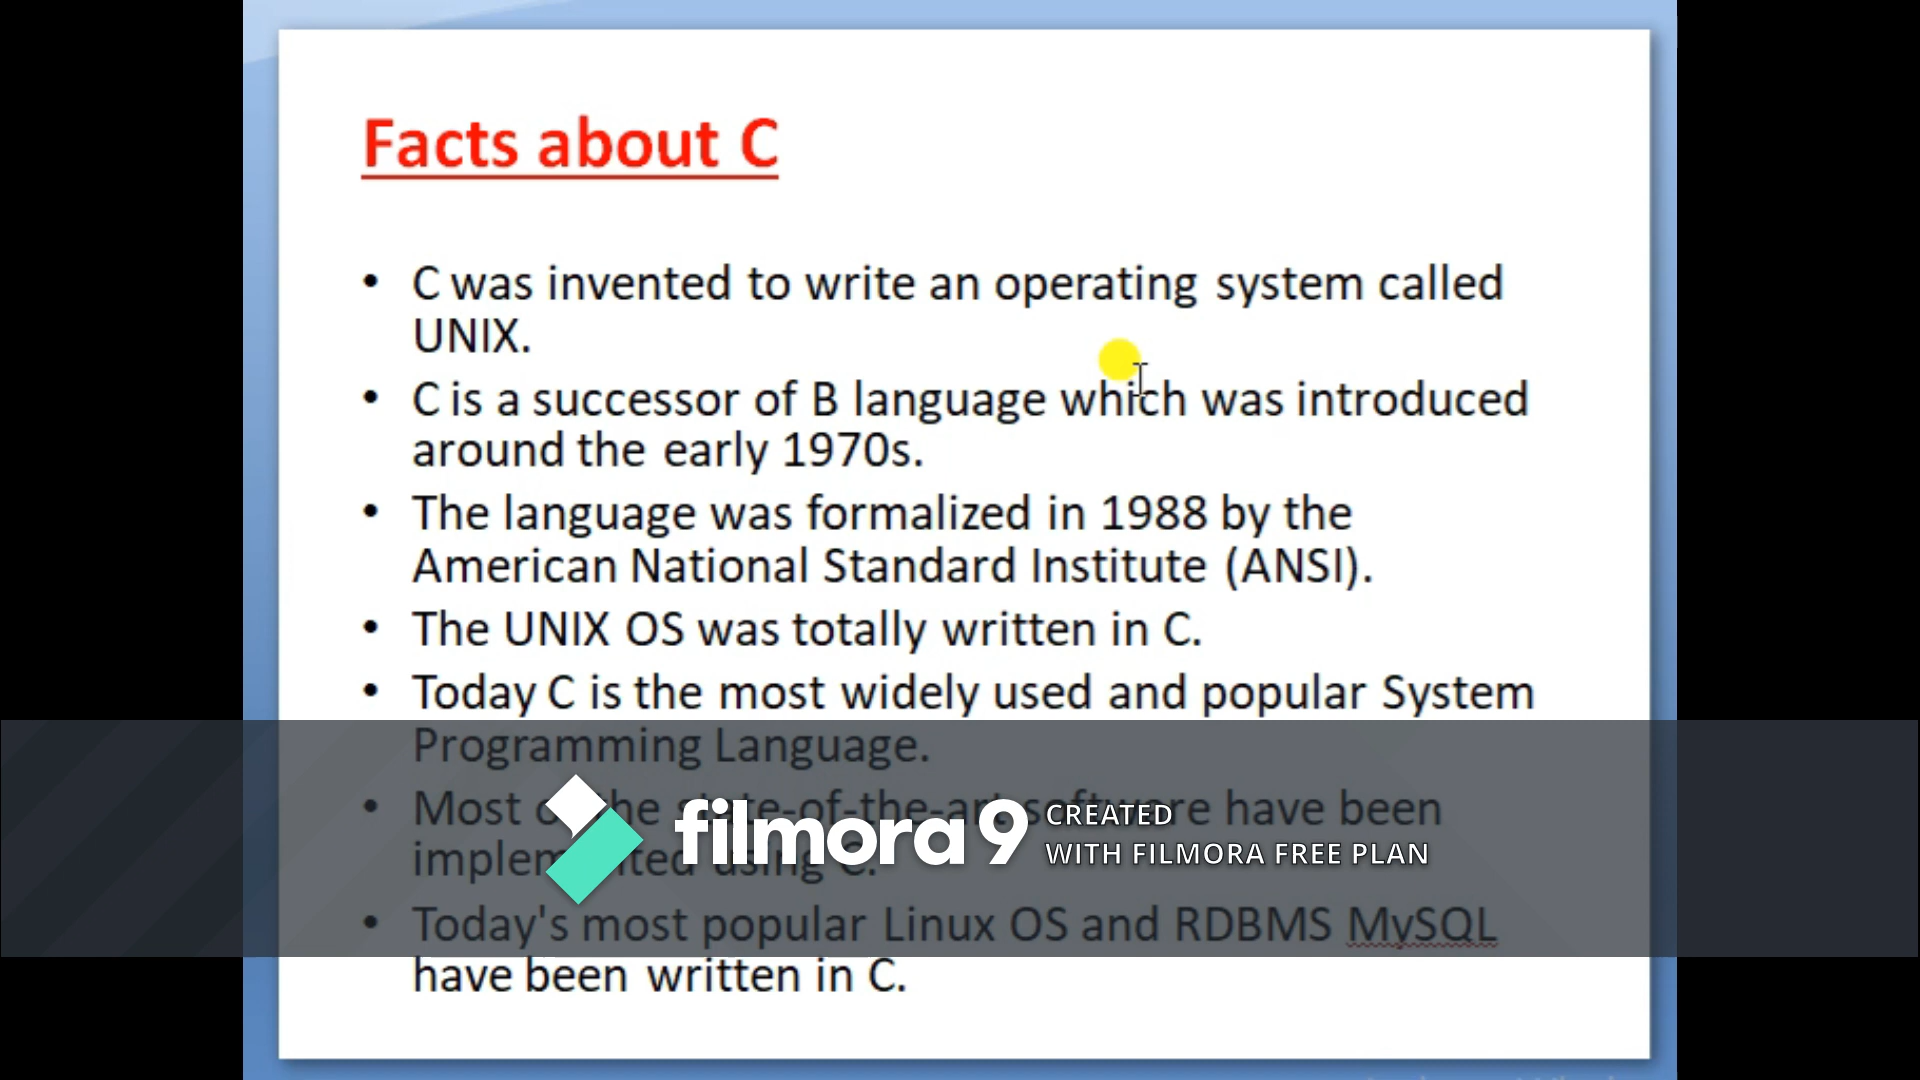 Facts about C
• C was invented to write an operating system called
UNIX.
• C is a successor of B language which was introduced
around the early 1970s.
• The language was formalized in 1988 by the
American National Standard Institute (ANSI).
• The UNIX OS was totally written in C.
• Today C is the most widely used and popular System
Programming Language.
• Most of the state-of-the-art software have been
implemented using C.
• Today's most popular Linux OS and RDBMS MySQL
have been written in C.
filmora9
CREATED
WITH FILMORA FREE PLAN